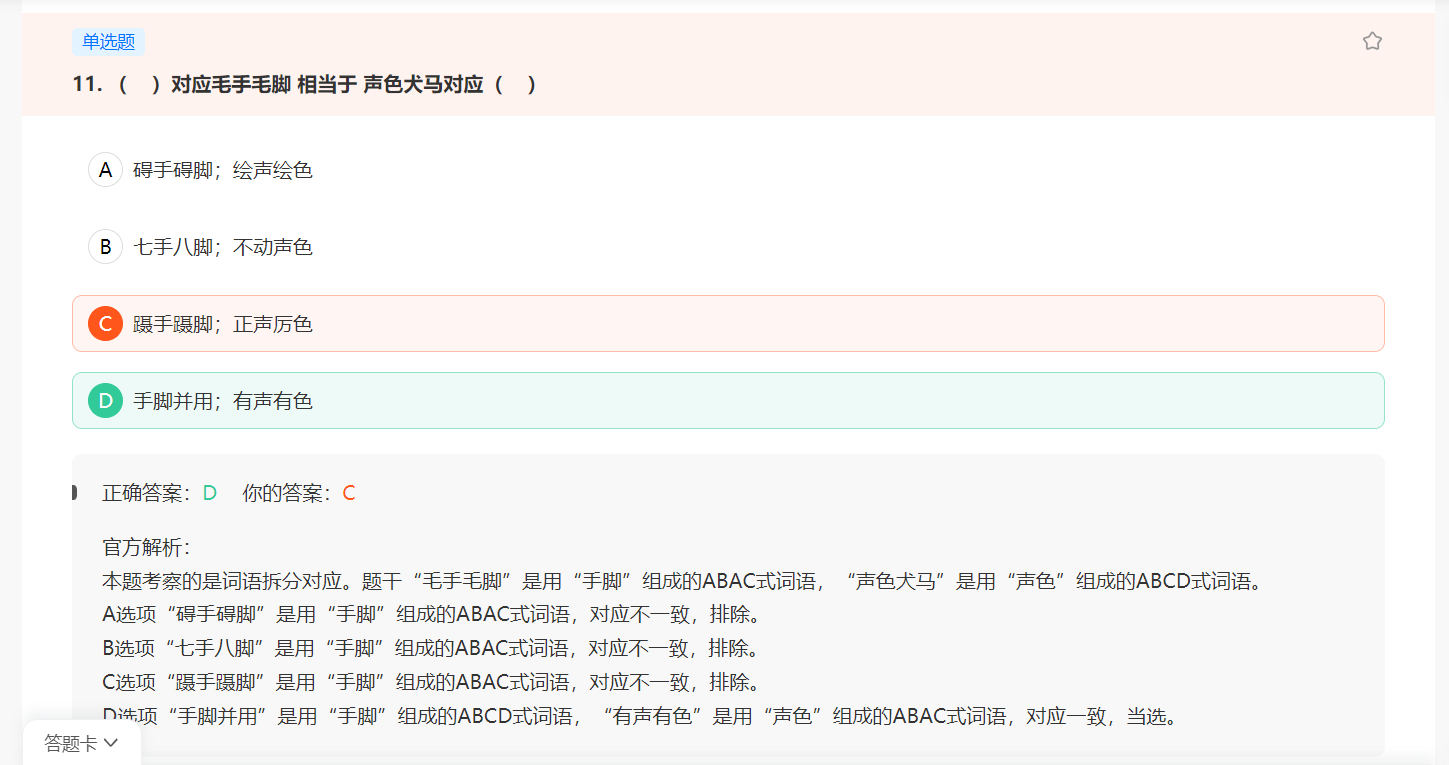 单选题
11. （    ）对应毛手毛脚 相当于 声色犬马对应（    ）
A 碍手碍脚；绘声绘色
B 七手八脚；不动声色
C 蹑手蹑脚；正声厉色
D 手脚并用；有声有色
正确答案：D 你的答案：C
官方解析：
本题考察的是词语拆分对应。题干“毛手毛脚”是用“手脚”组成的ABAC式词语，“声色犬马”是用“声色”组成的ABCD式词语。
A选项“碍手碍脚”是用“手脚”组成的ABAC式词语，对应不一致，排除。
B选项“七手八脚”是用“手脚”组成的ABAC式词语，对应不一致，排除。
C选项“蹑手蹑脚”是用“手脚”组成的ABAC式词语，对应不一致，排除。
D选项“手脚并用”是用“手脚”组成的ABCD式词语，“有声有色”是用“声色”组成的ABAC式词语，对应一致，当选。
答题卡